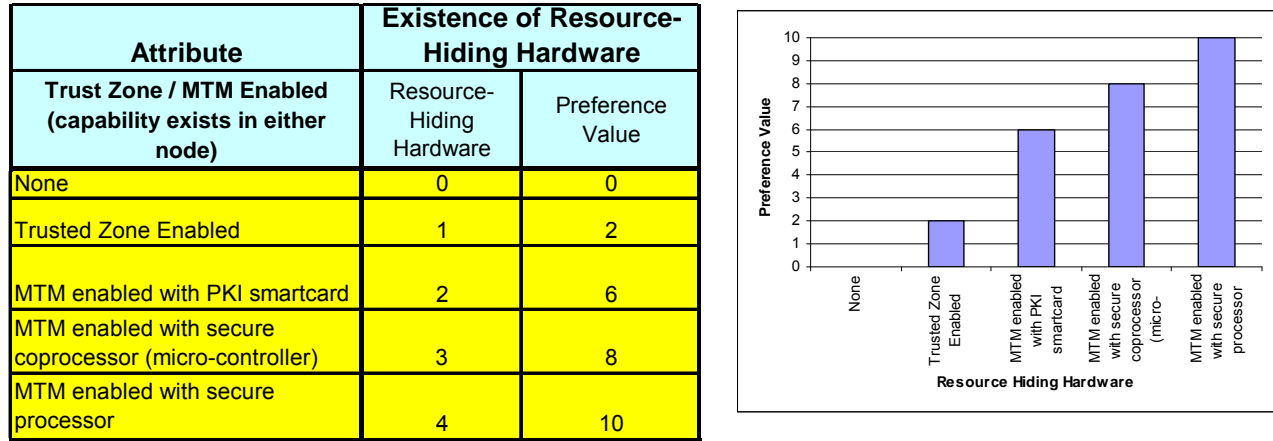 Attribute
Existence of Resource-
Hiding Hardware
Trust Zone / MTM Enabled
(capability exists in either
node)
Resource-
Hiding
Hardware
Preference
Value
None
0
0
Trusted Zone Enabled
1
2
MTM enabled with PKI smartcard
2
6
MTM enabled with secure
coprocessor (micro-controller)
3
8
MTM enabled with secure
processor
4
10
Preference Value
10
9
8
7
6
5
4
3
2
1
0
None
Trusted Zone
Enabled
MTM enabled
with PKI
smartcard
MTM enabled
with secure
coprocessor
(micro-
MTM enabled
with secure
processor
Resource Hiding Hardware